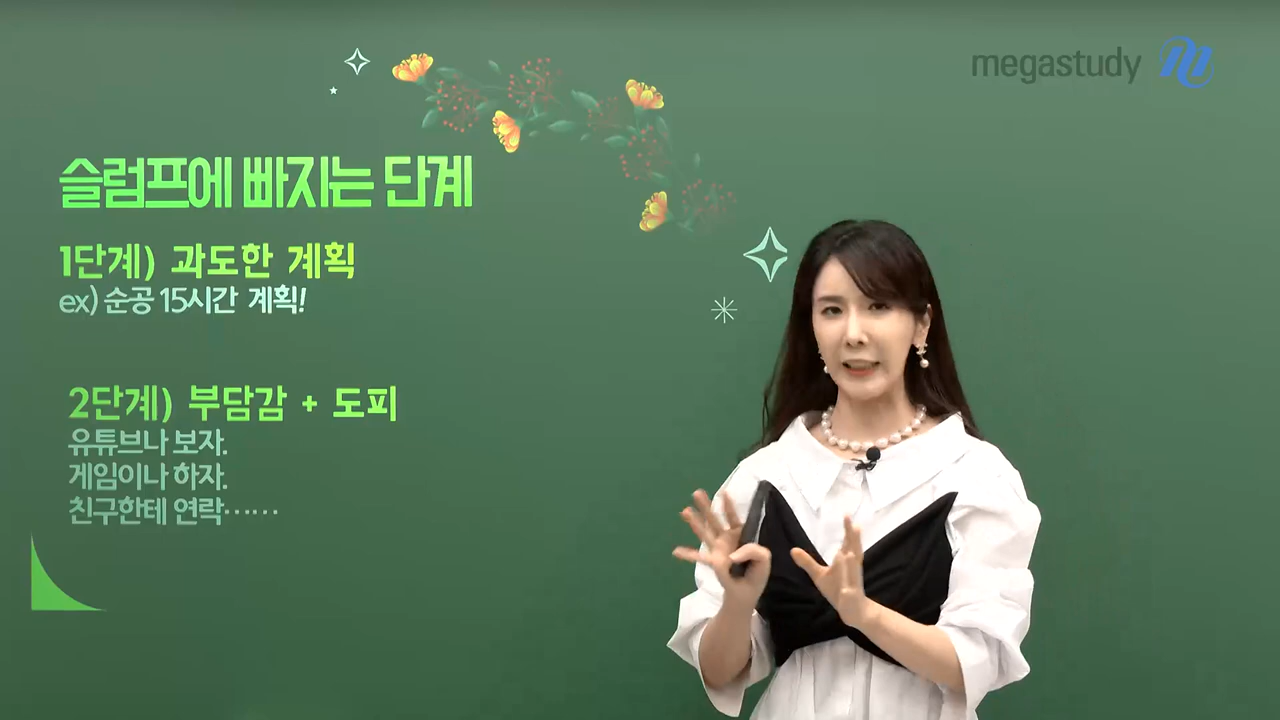 megastudy
슬럼프에 빠지는 단계
1단계) 과도한 계획
ex) 순공 15시간 계획!
2단계) 부담감 + 도피
유튜브나 보자.
게임이나 하자.
친구한테 연락……